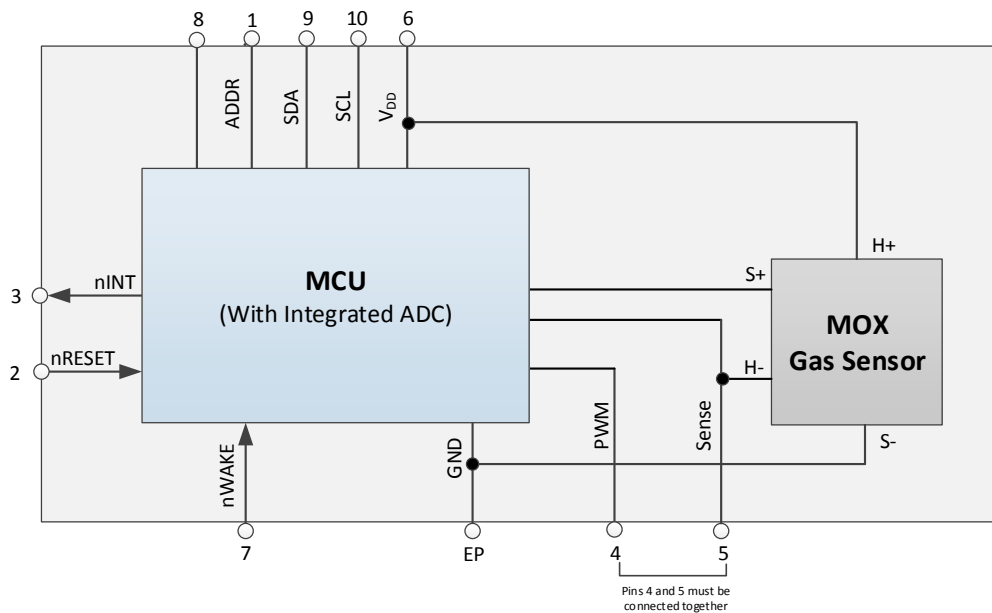 8 1 9 10 6
ADDR
SDA
SCL
VDD
H+
MCU
(With Integrated ADC)
S+
MOX
Gas Sensor
3 nINT
2 nRESET
H-
S-
nWAKE
GND
PWM
Sense
7 EP 4 5
Pins 4 and 5 must be
connected together